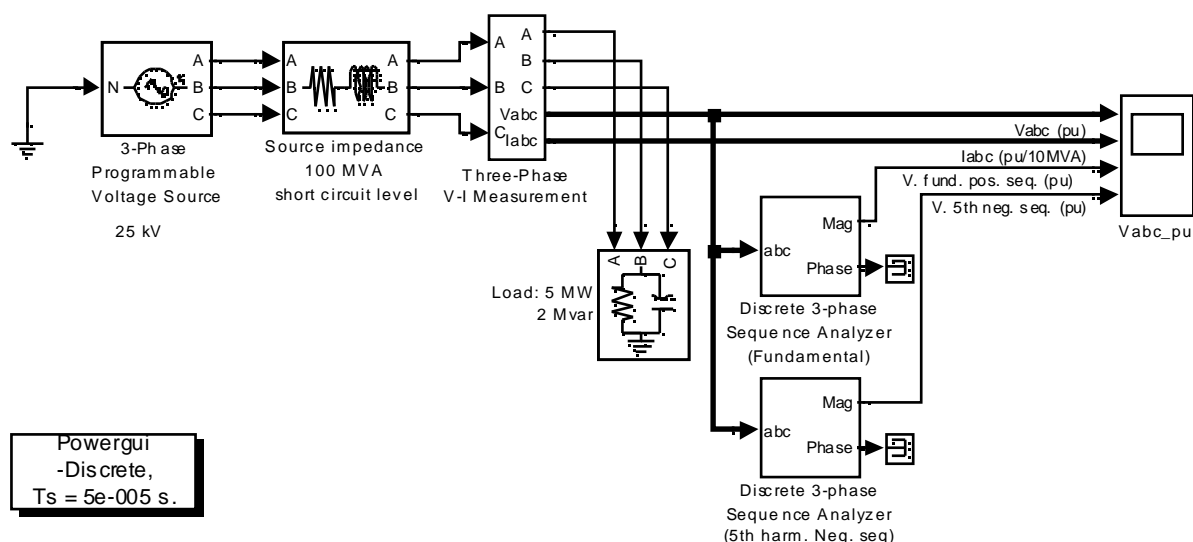 A
B
C
N
A
B
C
3-Phase
Programmable
Voltage Source
25 kV
A
B
C
A
B
C
Source impedance
100 MVA
short circuit level
A
B
C
A
B
C
Vabc
Iabc
Three-Phase
V-I Measurement
Vabc (pu)
Iabc (pu/10MVA)
V. fund. pos. seq. (pu)
V. 5th neg. seq. (pu)
Vabc_pu
A
B
C
Load: 5 MW
2 Mvar
abc
Mag
Phase
Discrete 3-phase
Sequence Analyzer
(Fundamental)
abc
Mag
Phase
Discrete 3-phase
Sequence Analyzer
(5th harm. Neg. seq)
Powergui
-Discrete,
Ts = 5e-005 s.